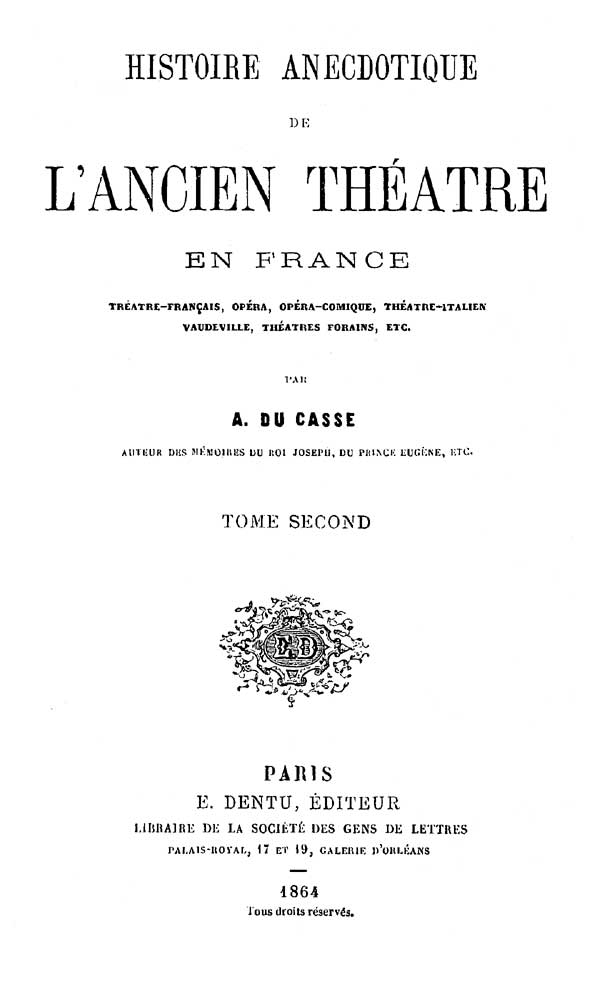 HISTOIRE ANECDOTIQUE
DE
L'ANCIEN THÉATRE
EN FRANCE
THÉATRE-FRANÇAIS, OPÉRA, OPÉRA-COMIQUE, THÉATRE-ITALIEN
VAUDEVILLE, THÉATRES FORAINS, ETC.
PAR
A. DU CASSE
AUTEUR DES MÉMOIRES DU ROI JOSEPH, DU PRINCE EUGÈNE, ETC.
TOME SECOND
ED
PARIS
E. DENTU, ÉDITEUR
LIBRAIRE DE LA SOCIÉTÉ DES GENS DE LETTRES
PALAIS-ROYAL, 17 ET 19, GALERIE D'ORLÉANS
1864
Tous droits réservés.